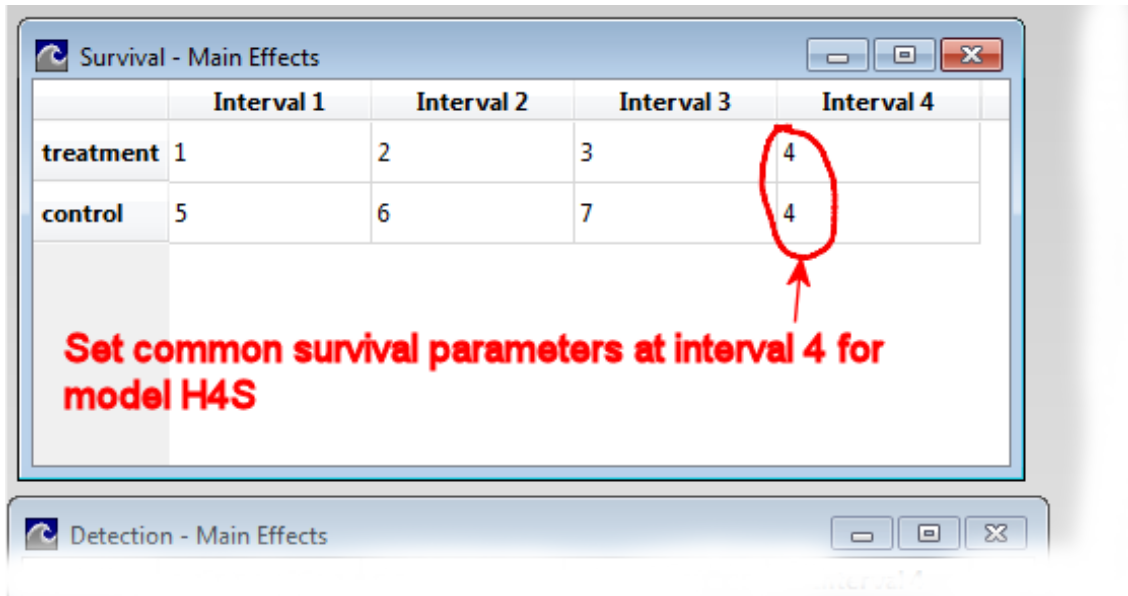 Survival - Main Effects
Interval 1 Interval 2 Interval 3 Interval 4
treatment 1 2 3 4
control 5 6 7 4
Set common survival parameters at interval 4 for
model H4S
Detection - Main Effects